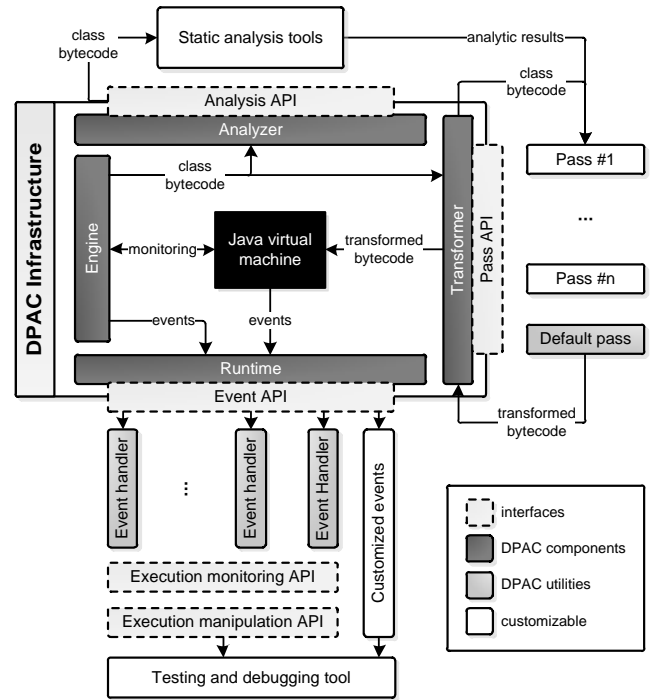 class
bytecode
Static analysis tools
analytic results
class
bytecode
Analysis API
Analyzer
Pass #1
class
bytecode
DPAC Infrastructure
Engine
monitoring
Java virtual
machine
transformed
bytecode
Transformer
Pass API
...
Pass #n
events
events
Default pass
Runtime
Event API
transformed
bytecode
Event handler
...
Event handler
Event Handler
Customized events
interfaces
DPAC components
DPAC utilities
customizable
Execution monitoring API
Execution manipulation API
Testing and debugging tool